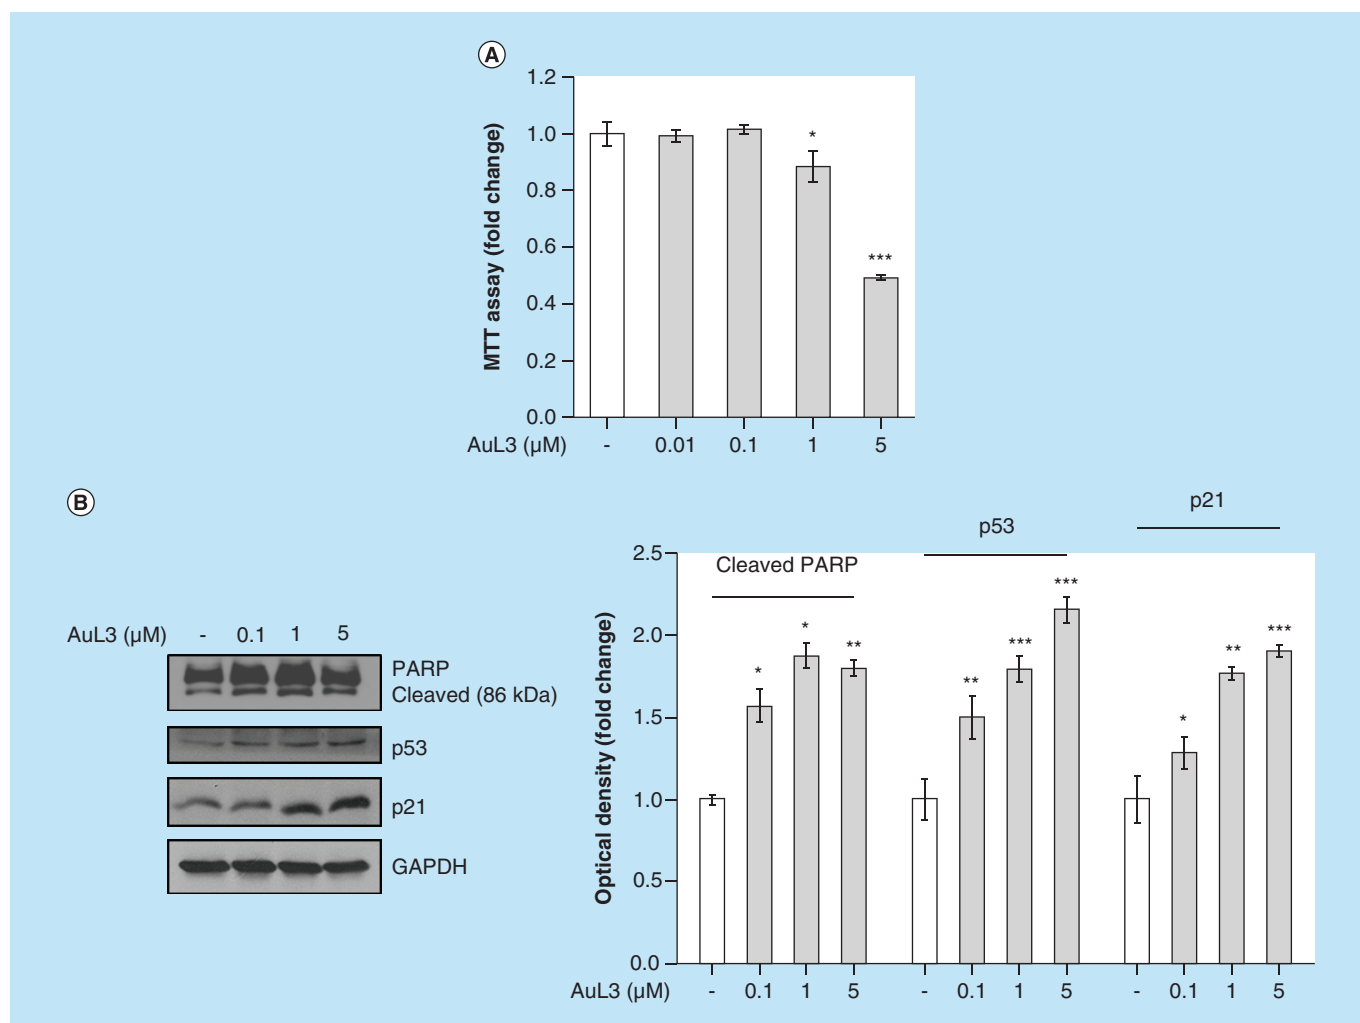 A
MTT assay (fold change)
1.2
1.0
0.8
0.6
0.4
0.2
0.0
*
***
AuL3 (µM) - 0.01 0.1 1 5
B
AuL3 (µM) - 0.1 1 5
PARP
Cleaved (86 kDa)
p53
p21
GAPDH
Optical density (fold change)
2.5
2.0
1.5
1.0
0.5
0.0
Cleaved PARP
* * **
p53
** *** ***
p21
* ** ***
AuL3 (µM) - 0.1 1 5 - 0.1 1 5 - 0.1 1 5